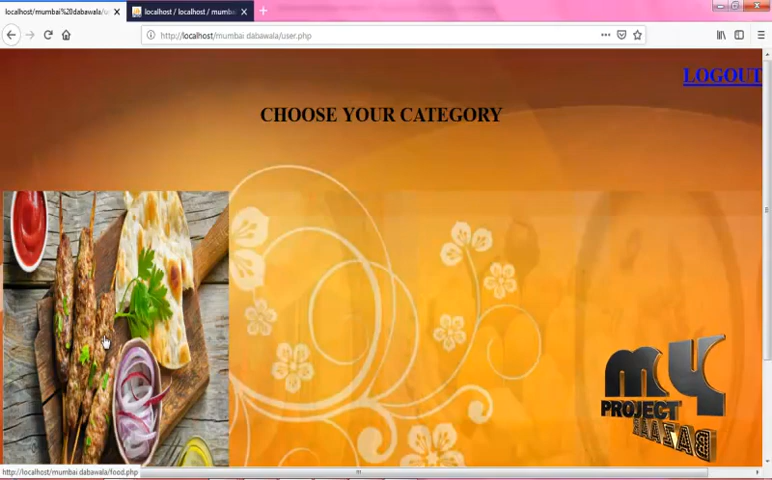 localhost/mumbai%20dabawala/u
localhost / localhost / mumba
http://localhost/mumbai dabawala/user.php
LOGOUT
CHOOSE YOUR CATEGORY
MY
PROJECT
BAZAAR
http://localhost/mumbai dabawala/food.php